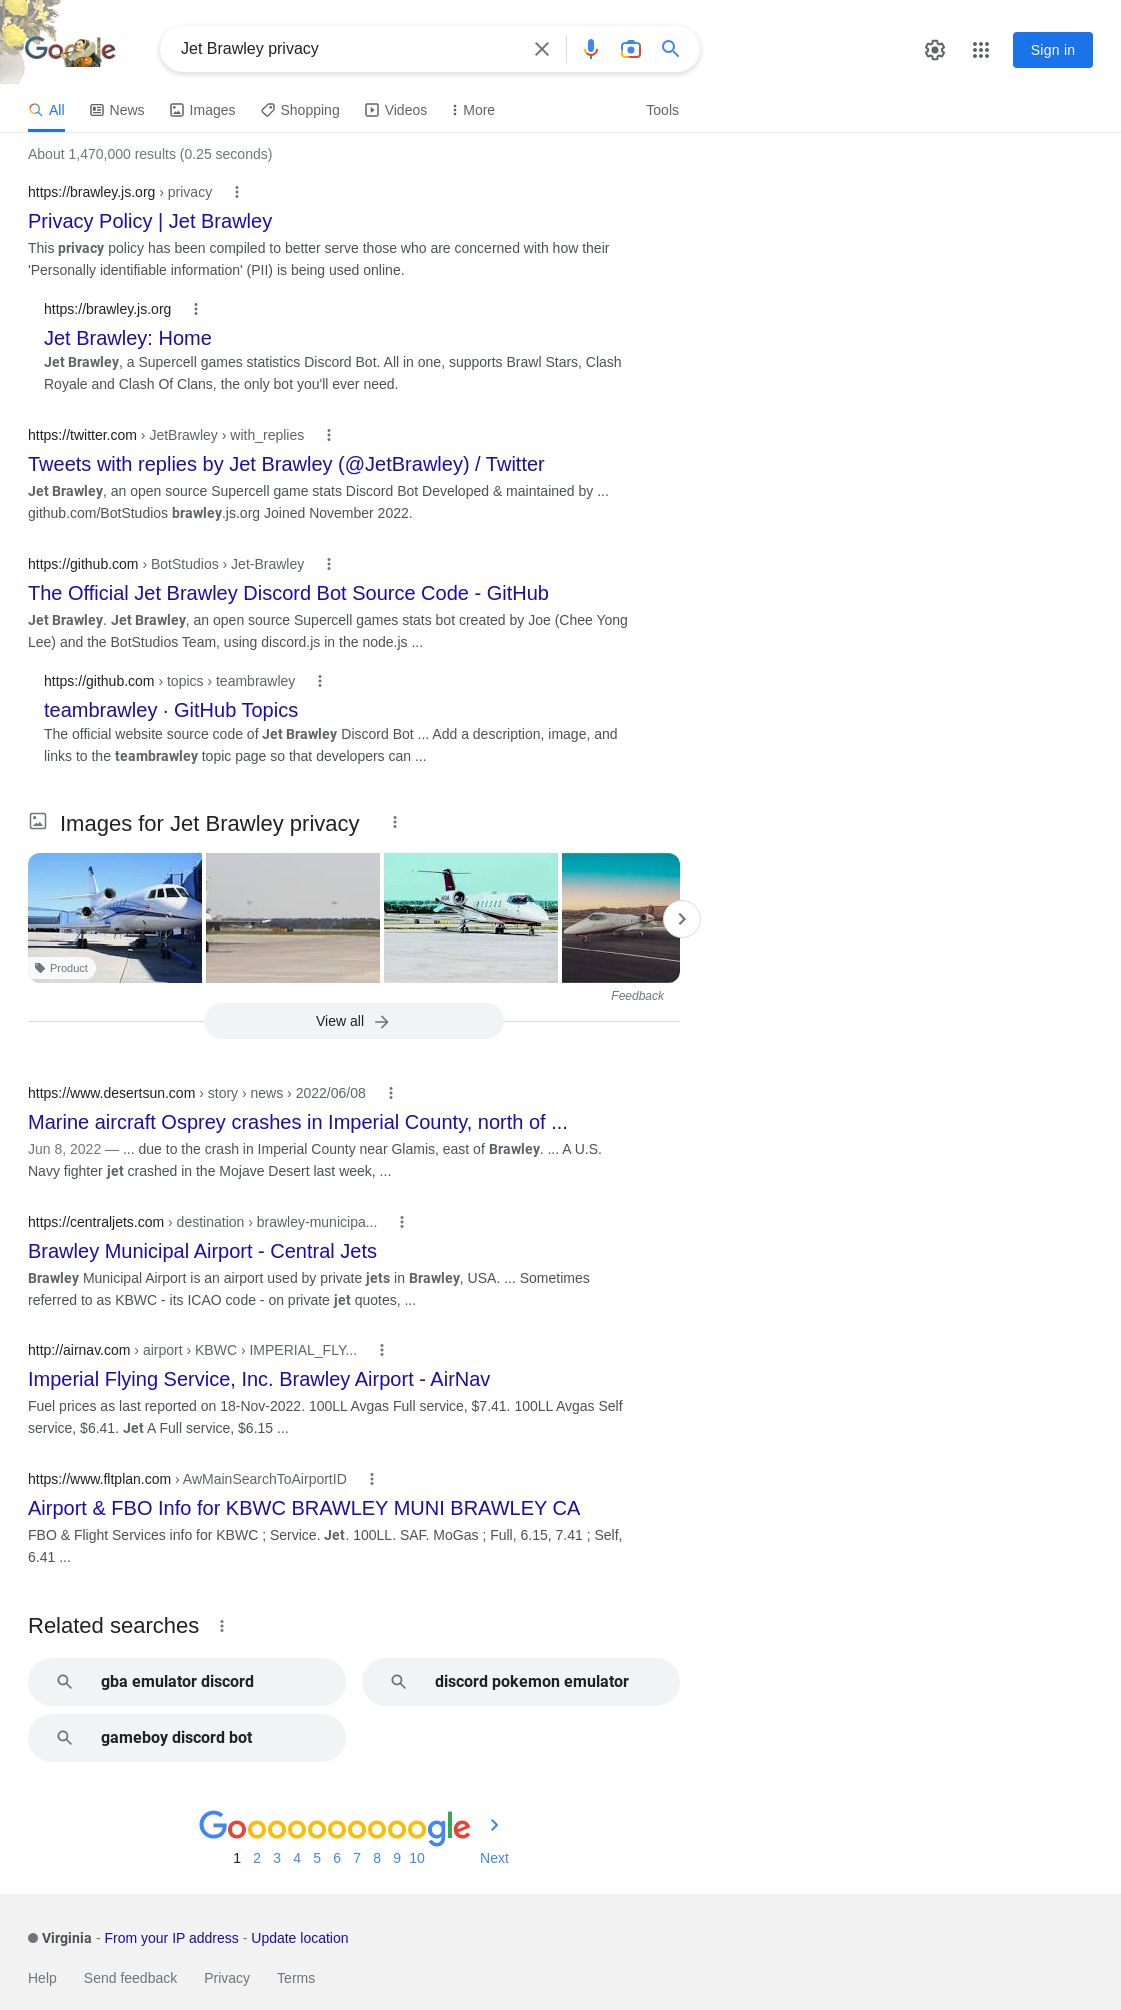 Google
Jet Brawley privacy
Sign in
All
News
Images
Shopping
Videos
More
Tools
About 1,470,000 results (0.25 seconds)
https://brawley.js.org › privacy
Privacy Policy | Jet Brawley
This privacy policy has been compiled to better serve those who are concerned with how their
'Personally identifiable information' (PII) is being used online.
https://brawley.js.org
Jet Brawley: Home
Jet Brawley, a Supercell games statistics Discord Bot. All in one, supports Brawl Stars, Clash
Royale and Clash Of Clans, the only bot you'll ever need.
https://twitter.com › JetBrawley › with_replies
Tweets with replies by Jet Brawley (@JetBrawley) / Twitter
Jet Brawley, an open source Supercell game stats Discord Bot Developed & maintained by ...
github.com/BotStudios brawley.js.org Joined November 2022.
https://github.com › BotStudios › Jet-Brawley
The Official Jet Brawley Discord Bot Source Code - GitHub
Jet Brawley. Jet Brawley, an open source Supercell games stats bot created by Joe (Chee Yong
Lee) and the BotStudios Team, using discord.js in the node.js ...
https://github.com › topics › teambrawley
teambrawley · GitHub Topics
The official website source code of Jet Brawley Discord Bot ... Add a description, image, and
links to the teambrawley topic page so that developers can ...
Images for Jet Brawley privacy
Product
Feedback
View all
https://www.desertsun.com › story › news › 2022/06/08
Marine aircraft Osprey crashes in Imperial County, north of ...
Jun 8, 2022 — ... due to the crash in Imperial County near Glamis, east of Brawley. ... A U.S.
Navy fighter jet crashed in the Mojave Desert last week, ...
https://centraljets.com › destination › brawley-municipa...
Brawley Municipal Airport - Central Jets
Brawley Municipal Airport is an airport used by private jets in Brawley, USA. ... Sometimes
referred to as KBWC - its ICAO code - on private jet quotes, ...
http://airnav.com › airport › KBWC › IMPERIAL_FLY...
Imperial Flying Service, Inc. Brawley Airport - AirNav
Fuel prices as last reported on 18-Nov-2022. 100LL Avgas Full service, $7.41. 100LL Avgas Self
service, $6.41. Jet A Full service, $6.15 ...
https://www.fltplan.com › AwMainSearchToAirportID
Airport & FBO Info for KBWC BRAWLEY MUNI BRAWLEY CA
FBO & Flight Services info for KBWC ; Service. Jet. 100LL. SAF. MoGas ; Full, 6.15, 7.41 ; Self,
6.41 ...
Related searches
gba emulator discord
discord pokemon emulator
gameboy discord bot
Goooooooooogle
1 2 3 4 5 6 7 8 9 10 Next
Virginia - From your IP address - Update location
Help Send feedback Privacy Terms